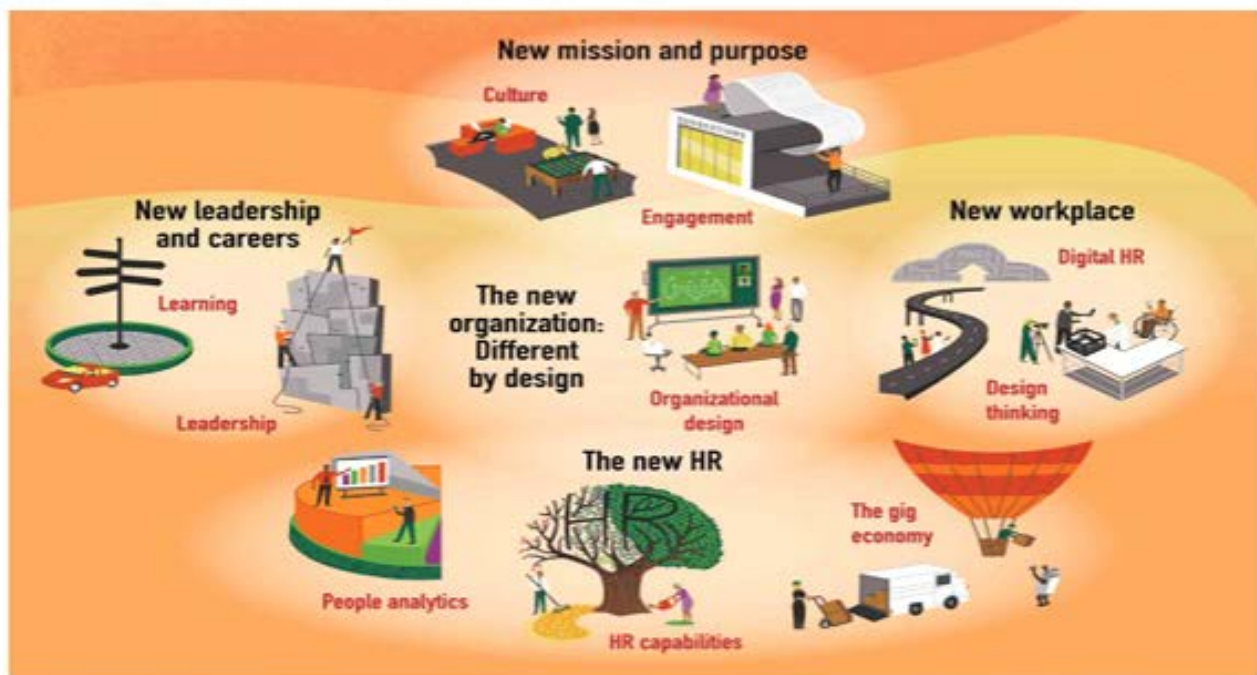 New mission and purpose
Culture
Engagement
New leadership
and careers
Learning
Leadership
The new
organization:
Different
by design
Organizational
design
New workplace
Digital HR
Design
thinking
The new HR
People analytics
HR
HR capabilities
The gig
economy